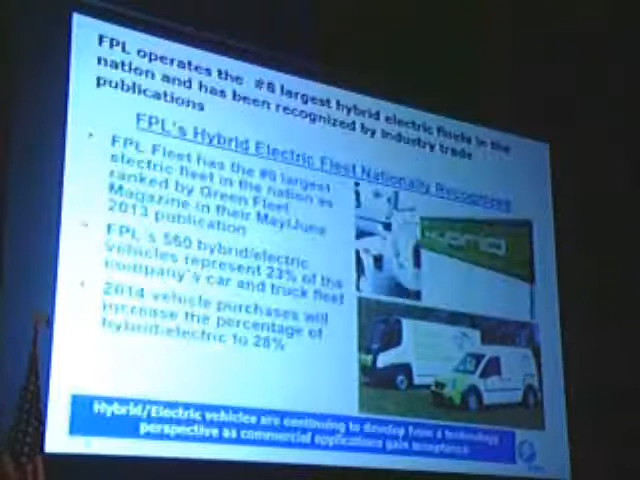 FPL operates the #6 largest hybrid electric fleets in the
nation and has been recognized by industry trade
publications
FPL's Hybrid Electric Fleet Nationally Recognized
FPL Fleet has the #6 largest
electric fleet in the nation as
ranked by Green Fleet
Magazine in their May/June
2013 publication
FPL's 560 hybrid/electric
vehicles represent 23% of the
company's car and truck fleet
2014 vehicle purchases will
increase the percentage of
hybrid-electric to 28%
Hybrid/Electric vehicles are continuing to develop from a technology
perspective as commercial applications gain acceptance